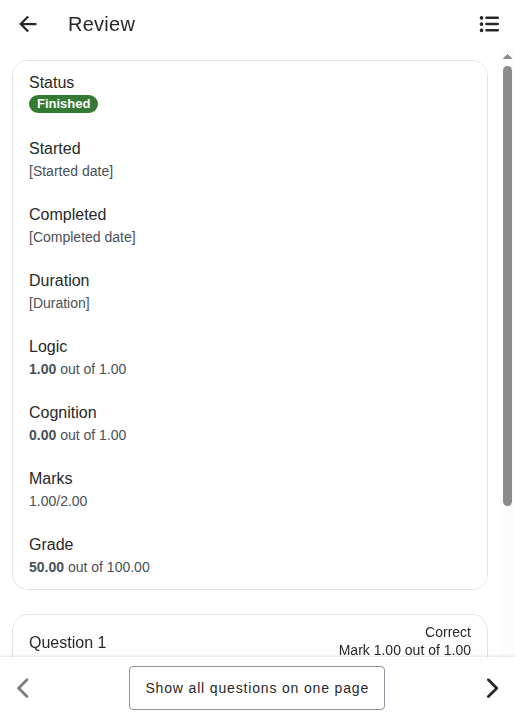 Review
Status
Finished
Started
[Started date]
Completed
[Completed date]
Duration
[Duration]
Logic
1.00 out of 1.00
Cognition
0.00 out of 1.00
Marks
1.00/2.00
Grade
50.00 out of 100.00
Question 1
Correct
Mark 1.00 out of 1.00
Show all questions on one page